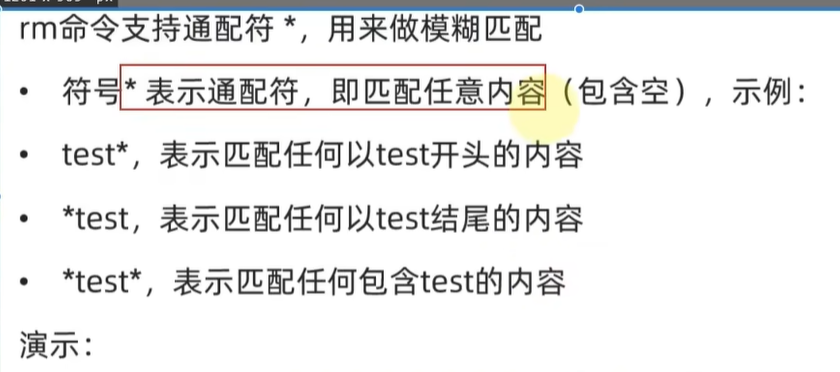 rm命令支持通配符 *，用来做模糊匹配
• 符号* 表示通配符，即匹配任意内容（包含空），示例：
• test*，表示匹配任何以test开头的内容
• *test，表示匹配任何以test结尾的内容
• *test*，表示匹配任何包含test的内容
演示：